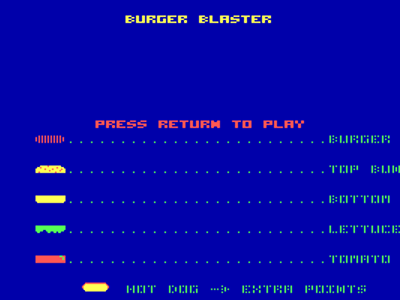 BURGER BLASTER
PRESS RETURN TO PLAY
..........................BURGER
..........................TOP BUN
..........................BOTTOM
..........................LETTUCE
..........................TOMATO
HOT DOG -> EXTRA POINTS